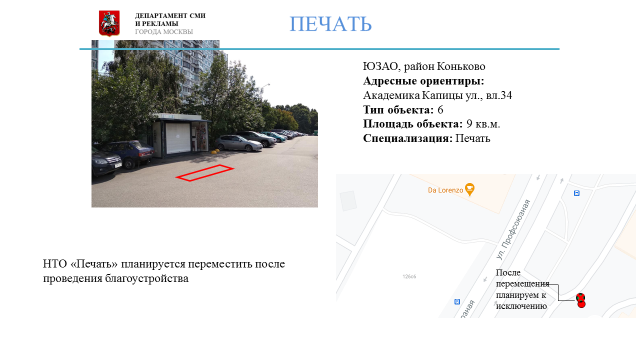 ДЕПАРТАМЕНТ СМИ
И РЕКЛАМЫ
ГОРОДА МОСКВЫ
ПЕЧАТЬ
ЮЗАО, район Коньково
Адресные ориентиры:
Академика Капицы ул., вл.34
Тип объекта: 6
Площадь объекта: 9 кв.м.
Специализация: Печать
Da Lorenzo
ул. Профсоюзная
После
перемещения
планируем к
исключению
НТО «Печать» планируется переместить после
проведения благоустройства